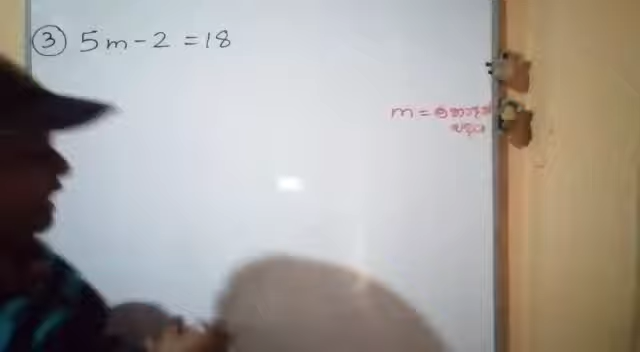 ③ 5m - 2 = 18
m =